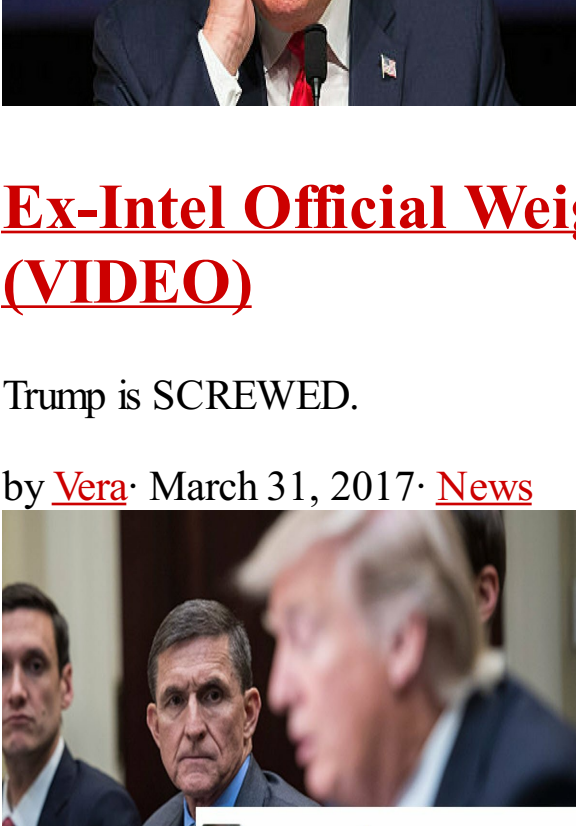 Ex-Intel Official
(VIDEO)
Trump is SCREWED.
by Vera· March 31, 2017· News